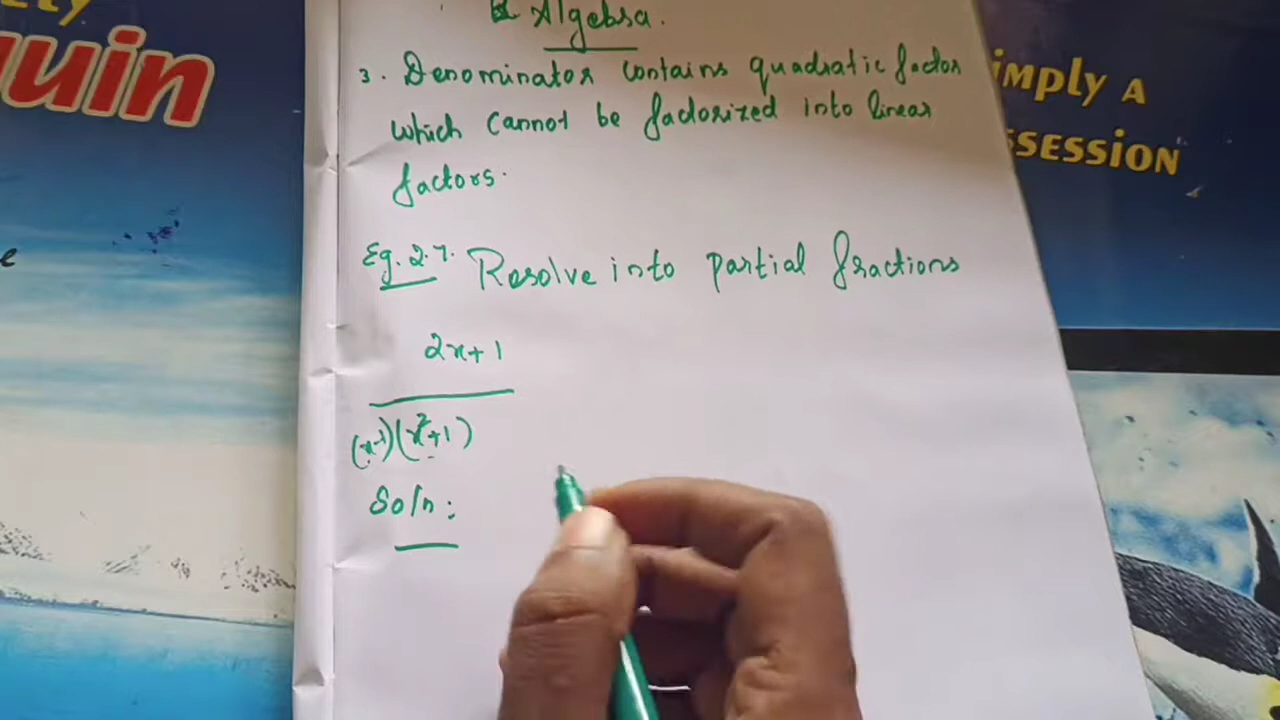 Algebra.
3. Denominator contains quadratic factor
which cannot be factorized into linear
factors.
Eg. 2.7. Resolve into partial fractions
2x+1
(x-1)(x²+1)
Soln:
uin
IMPLY A
SSESSION